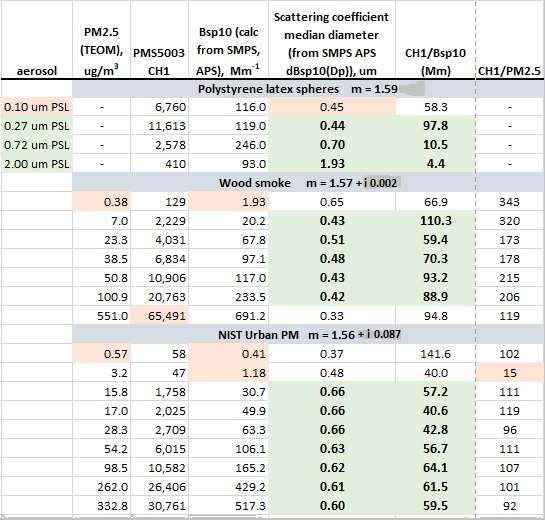 aerosol PM2.5 (TEOM), ug/m³ PMS5003 CH1 Bsp10 (calc from SMPS, APS), Mm⁻¹ Scattering coefficient median diameter (from SMPS APS dBsp10(Dp)), um CH1/Bsp10 (Mm) CH1/PM2.5
Polystyrene latex spheres m = 1.59
0.10 um PSL - 6,760 116.0 0.45 58.3 -
0.27 um PSL - 11,613 119.0 0.44 97.8 -
0.72 um PSL - 2,578 246.0 0.70 10.5 -
2.00 um PSL - 410 93.0 1.93 4.4 -
Wood smoke m = 1.57 + i 0.002
0.38 129 1.93 0.65 66.9 343
7.0 2,229 20.2 0.43 110.3 320
23.3 4,031 67.8 0.51 59.4 173
38.5 6,834 97.1 0.48 70.3 178
50.8 10,906 117.0 0.43 93.2 215
100.9 20,763 233.5 0.42 88.9 206
551.0 65,491 691.2 0.33 94.8 119
NIST Urban PM m = 1.56 + i 0.087
0.57 58 0.41 0.37 141.6 102
3.2 47 1.18 0.48 40.0 15
15.8 1,758 30.7 0.66 57.2 111
17.0 2,025 49.9 0.66 40.6 119
28.3 2,709 63.3 0.66 42.8 96
54.2 6,015 106.1 0.63 56.7 111
98.5 10,582 165.2 0.62 64.1 107
262.0 26,406 429.2 0.61 61.5 101
332.8 30,761 517.3 0.60 59.5 92